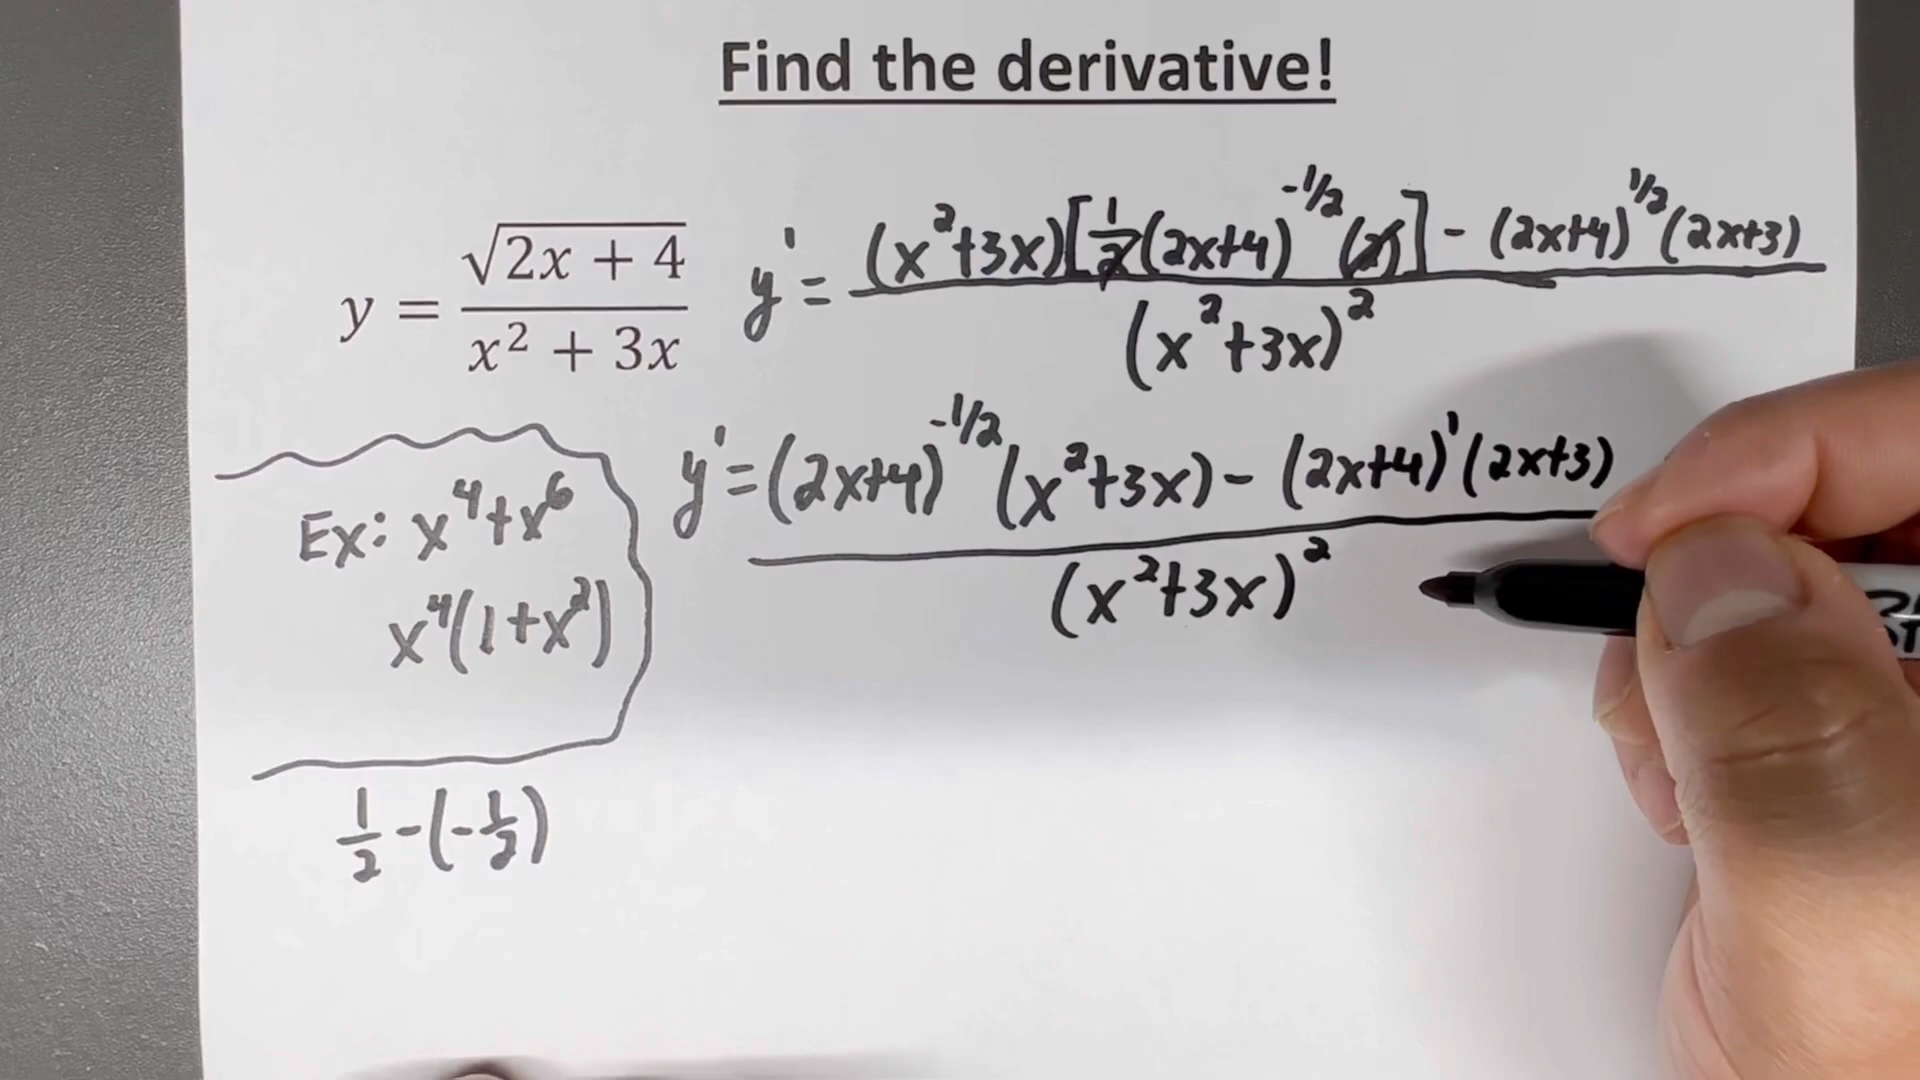 Find the derivative!
y = √(2x + 4) / (x² + 3x)
y' = (x²+3x)[1/2(2x+4)^-1/2 (2)] - (2x+4)^1/2 (2x+3) / (x²+3x)²
y' = (2x+4)^-1/2 (x²+3x) - (2x+4)^1 (2x+3) / (x²+3x)²
Ex: x⁴+x⁶
x⁴(1+x²)
1/2-(-1/2)